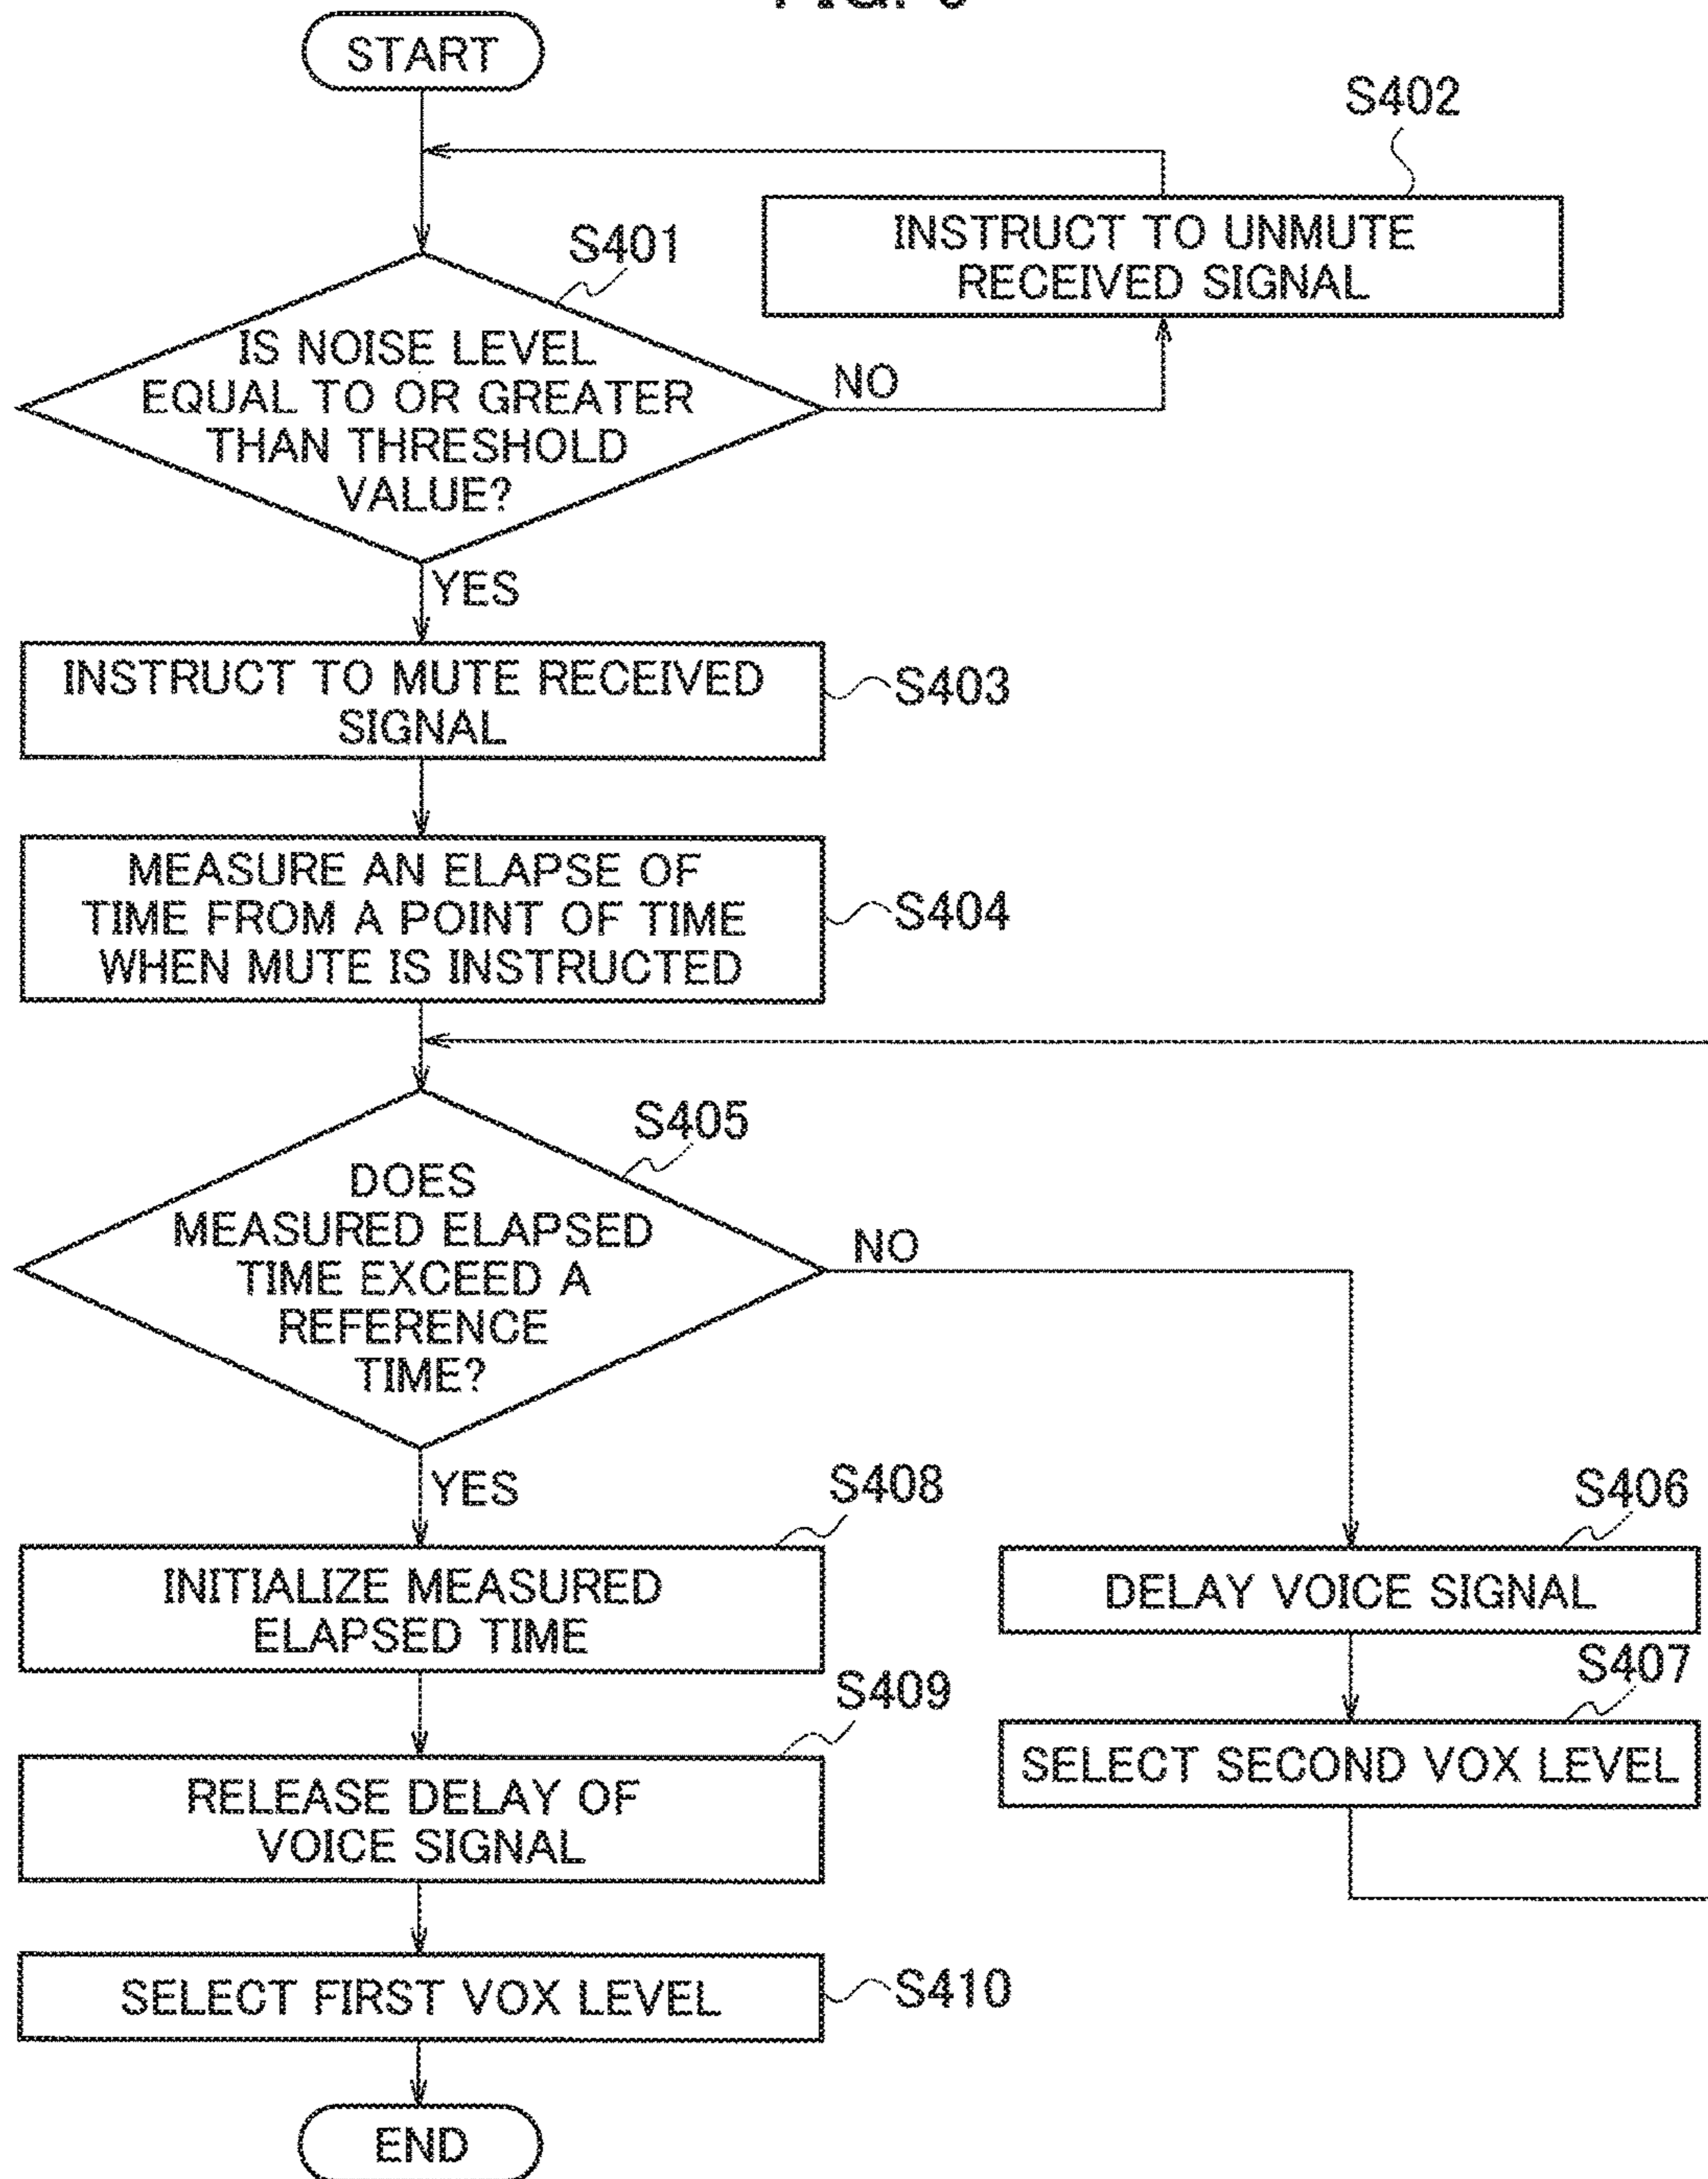 START
S402
INSTRUCT TO UNMUTE
RECEIVED SIGNAL
S401
IS NOISE LEVEL
EQUAL TO OR GREATER
THAN THRESHOLD
VALUE?
NO
YES
INSTRUCT TO MUTE RECEIVED
SIGNAL
S403
MEASURE AN ELAPSE OF
TIME FROM A POINT OF TIME
WHEN MUTE IS INSTRUCTED
S404
S405
DOES
MEASURED ELAPSED
TIME EXCEED A
REFERENCE
TIME?
NO
YES
S406
DELAY VOICE SIGNAL
S407
SELECT SECOND VOX LEVEL
S408
INITIALIZE MEASURED
ELAPSED TIME
S409
RELEASE DELAY OF
VOICE SIGNAL
SELECT FIRST VOX LEVEL
S410
END